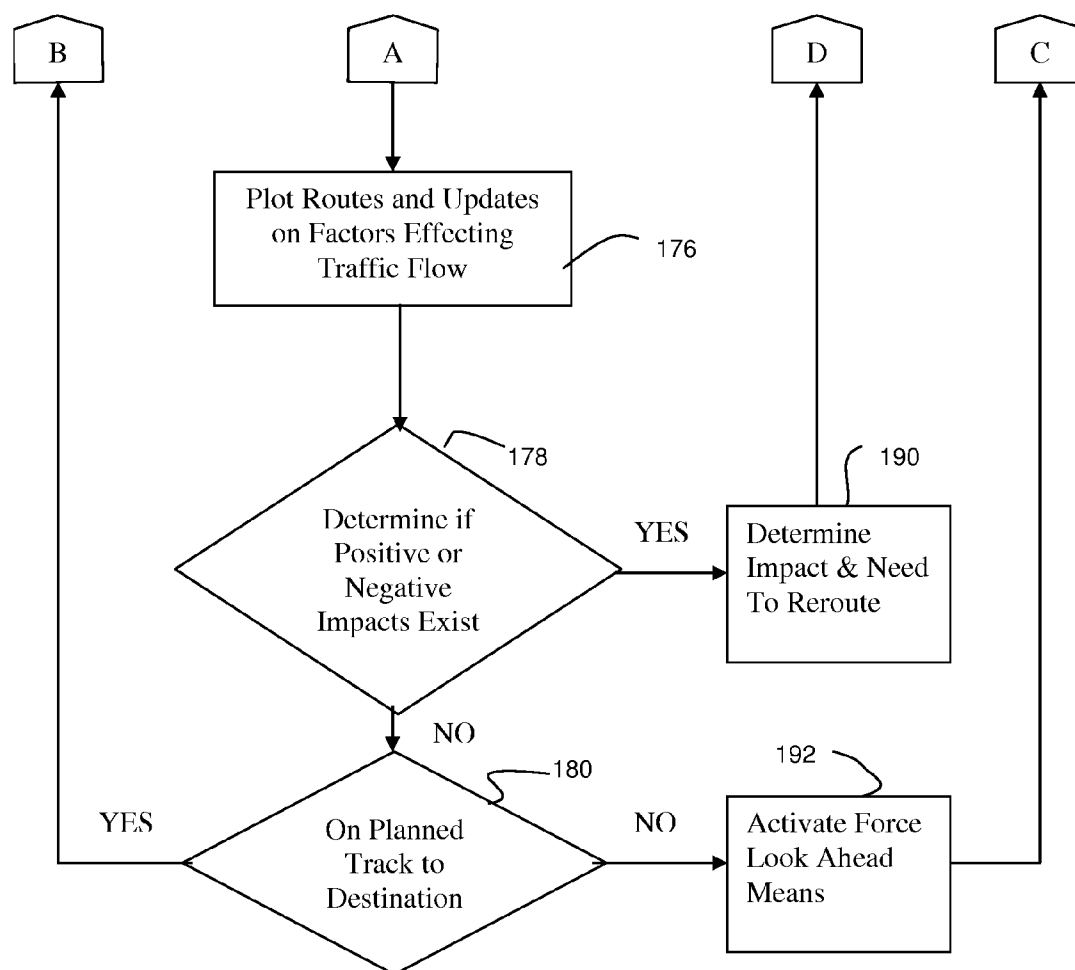 B
A
D
C
Plot Routes and Updates
on Factors Effecting
Traffic Flow
176
178
190
Determine if
Positive or
Negative
Impacts Exist
YES
Determine
Impact & Need
To Reroute
NO
180
192
YES
On Planned
Track to
Destination
NO
Activate Force
Look Ahead
Means